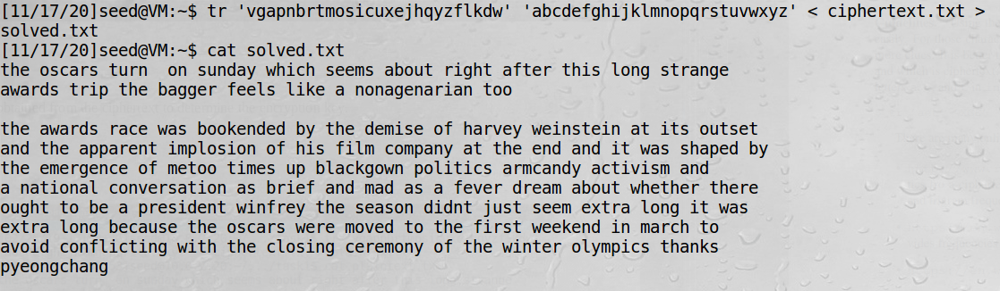 [11/17/20]seed@VM:~$ tr 'vgapnbrtmosicuxejhqyzflkdw' 'abcdefghijklmnopqrstuvwxyz' < ciphertext.txt >
solved.txt
[11/17/20]seed@VM:~$ cat solved.txt
the oscars turn  on sunday which seems about right after this long strange
awards trip the bagger feels like a nonagenarian too

the awards race was bookended by the demise of harvey weinstein at its outset
and the apparent implosion of his film company at the end and it was shaped by
the emergence of metoo times up blackgown politics armcandy activism and
a national conversation as brief and mad as a fever dream about whether there
ought to be a president winfrey the season didnt just seem extra long it was
extra long because the oscars were moved to the first weekend in march to
avoid conflicting with the closing ceremony of the winter olympics thanks
pyeongchang